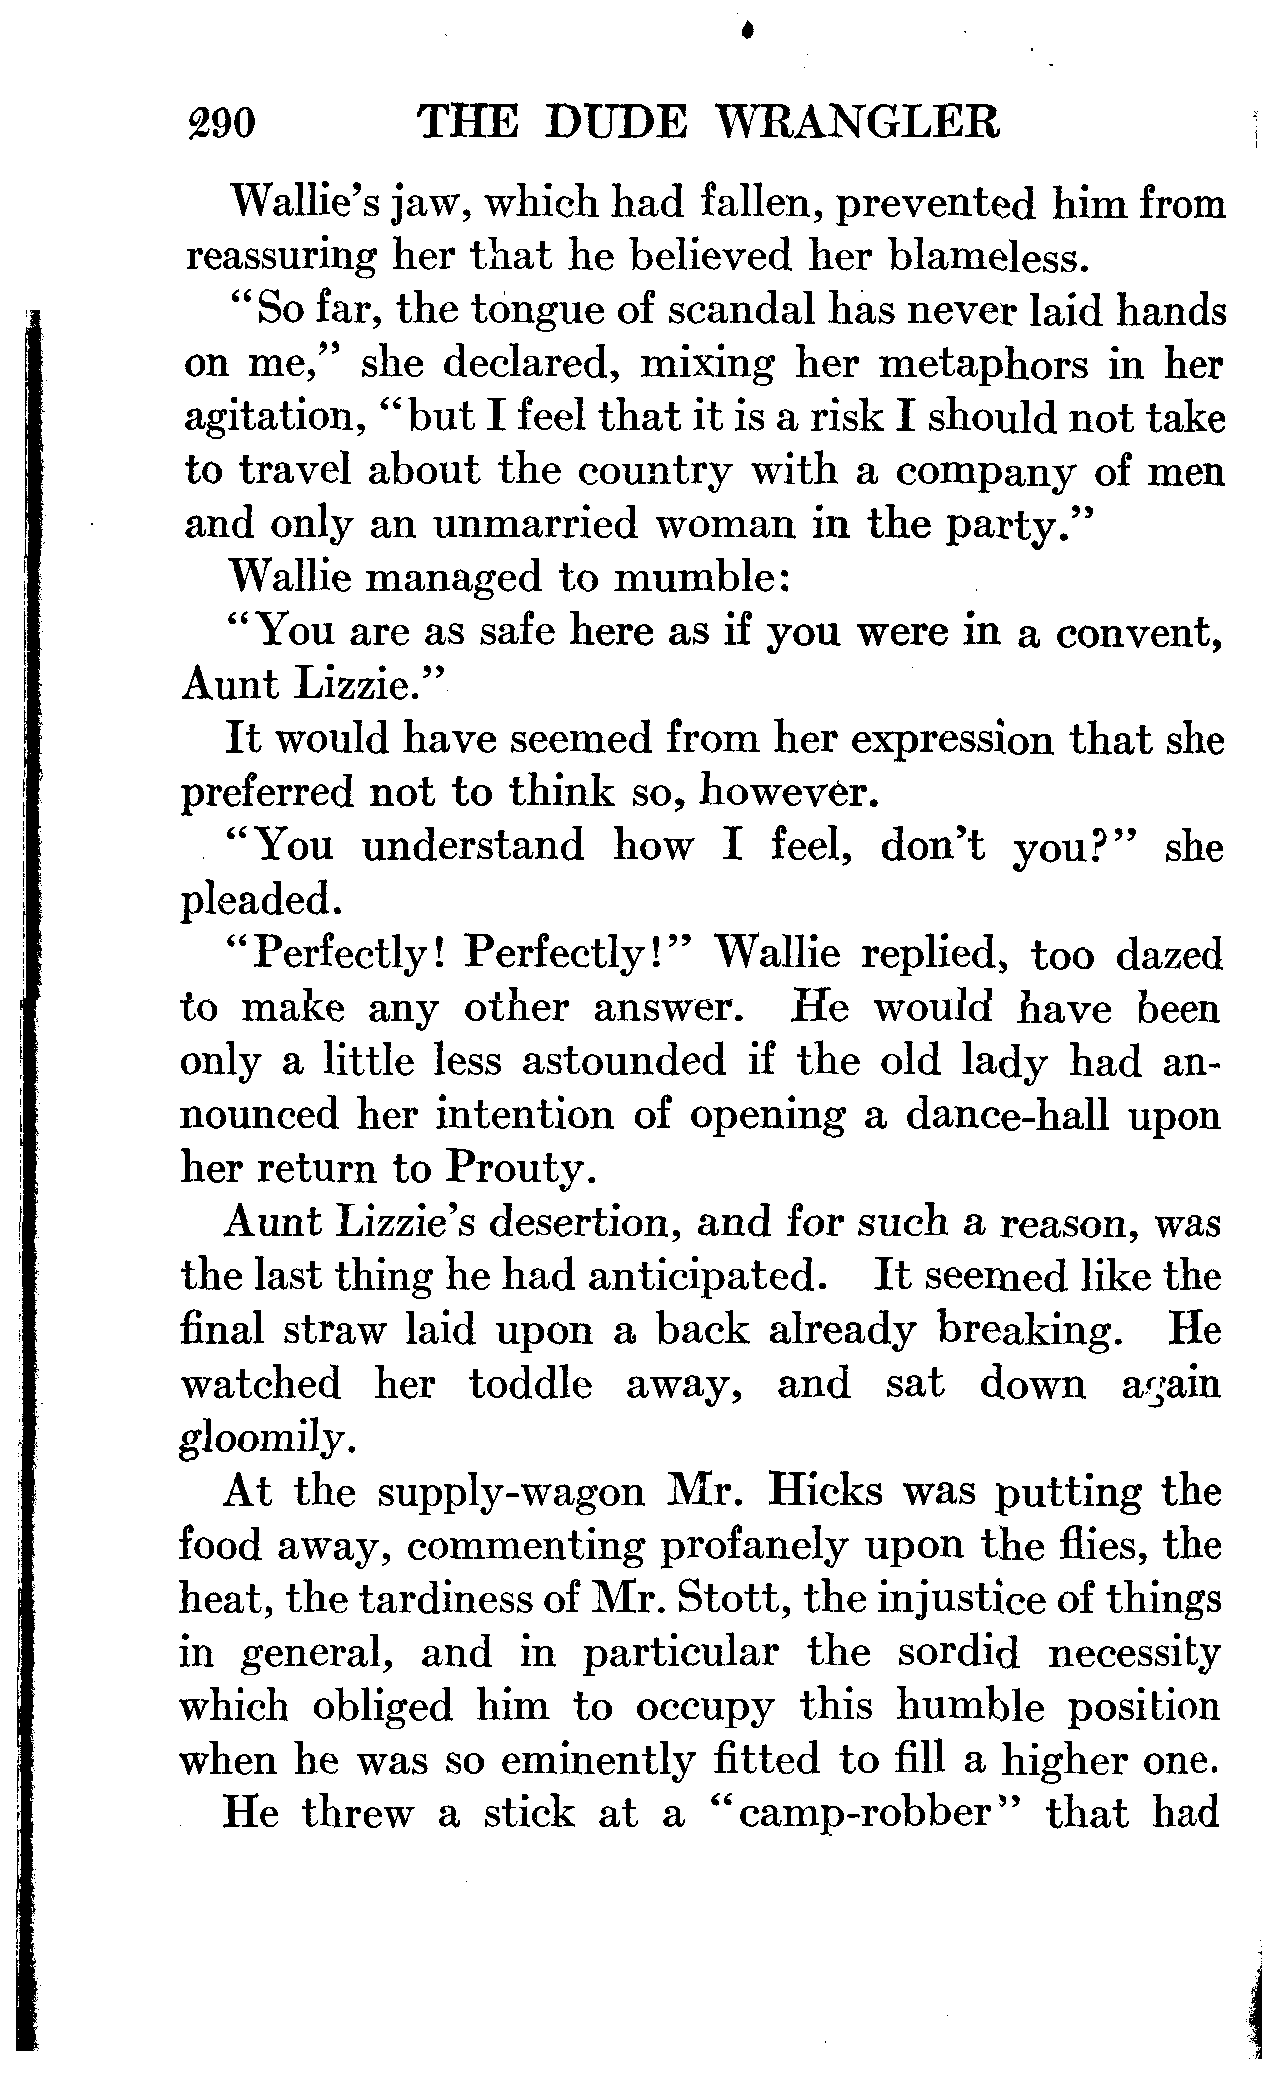 290 THE DUDE WRANGLER
Wallie's jaw, which had fallen, prevented him from
reassuring her that he believed her blameless.
"So far, the tongue of scandal has never laid hands
on me," she declared, mixing her metaphors in her
agitation, "but I feel that it is a risk I should not take
to travel about the country with a company of men
and only an unmarried woman in the party."
Wallie managed to mumble:
"You are as safe here as if you were in a convent,
Aunt Lizzie."
It would have seemed from her expression that she
preferred not to think so, however.
"You understand how I feel, don't you?" she
pleaded.
"Perfectly! Perfectly!" Wallie replied, too dazed
to make any other answer. He would have been
only a little less astounded if the old lady had an-
nounced her intention of opening a dance-hall upon
her return to Prouty.
Aunt Lizzie's desertion, and for such a reason, was
the last thing he had anticipated. It seemed like the
final straw laid upon a back already breaking. He
watched her toddle away, and sat down again
gloomily.
At the supply-wagon Mr. Hicks was putting the
food away, commenting profanely upon the flies, the
heat, the tardiness of Mr. Stott, the injustice of things
in general, and in particular the sordid necessity
which obliged him to occupy this humble position
when he was so eminently fitted to fill a higher one.
He threw a stick at a "camp-robber" that had